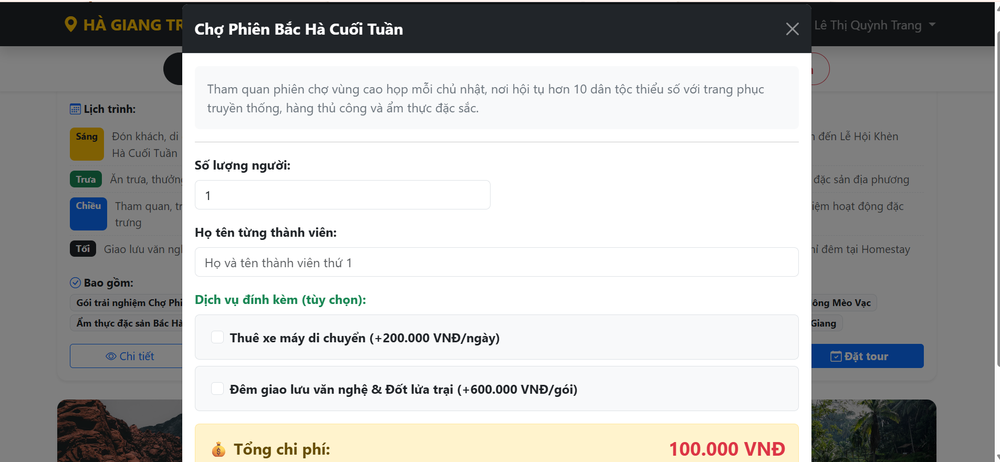 HÀ GIANG TR
Chợ Phiên Bắc Hà Cuối Tuần
Lê Thị Quỳnh Trang
Tham quan phiên chợ vùng cao họp mỗi chủ nhật, nơi hội tụ hơn 10 dân tộc thiểu số với trang phục
truyền thống, hàng thủ công và ẩm thực đặc sắc.
Số lượng người:
1
Họ tên từng thành viên:
Họ và tên thành viên thứ 1
Dịch vụ đính kèm (tùy chọn):
Thuê xe máy di chuyển (+200.000 VNĐ/ngày)
Đêm giao lưu văn nghệ & Đốt lửa trại (+600.000 VNĐ/gói)
💰 Tổng chi phí:
100.000 VNĐ
Lịch trình:
Sáng
Đón khách, di
Hà Cuối Tuần
Trưa
Ăn trưa, thưởng
Chiều
Tham quan, tr
trưng
Tối
Giao lưu văn ngh
Bao gồm:
Gói trải nghiệm Chợ Phi
Ẩm thực đặc sản Bắc Hà
Chi tiết
đến Lễ Hội Khèn
đặc sản địa phương
iệm hoạt động đặc
hỉ đêm tại Homestay
ông Mèo Vạc
Giang
Đặt tour